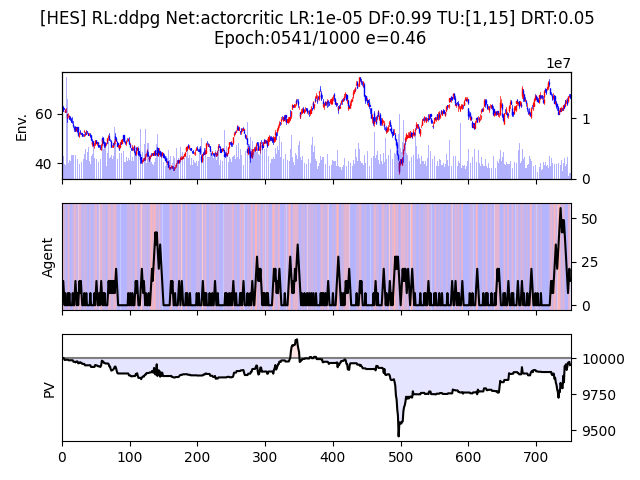 [HES] RL:ddpg Net:actorcritic LR:1e-05 DF:0.99 TU:[1,15] DRT:0.05
Epoch:0541/1000 e=0.46
1e7
Env.
60
40
1
0
Agent
50
25
0
PV
10000
9750
9500
0 100 200 300 400 500 600 700